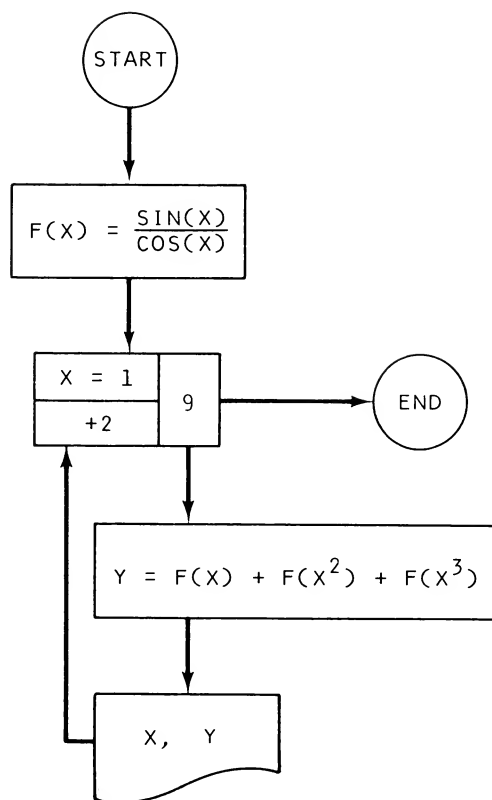 START
F(X) = SIN(X)/COS(X)
X = 1
+2
9
END
Y = F(X) + F(X²) + F(X³)
X, Y